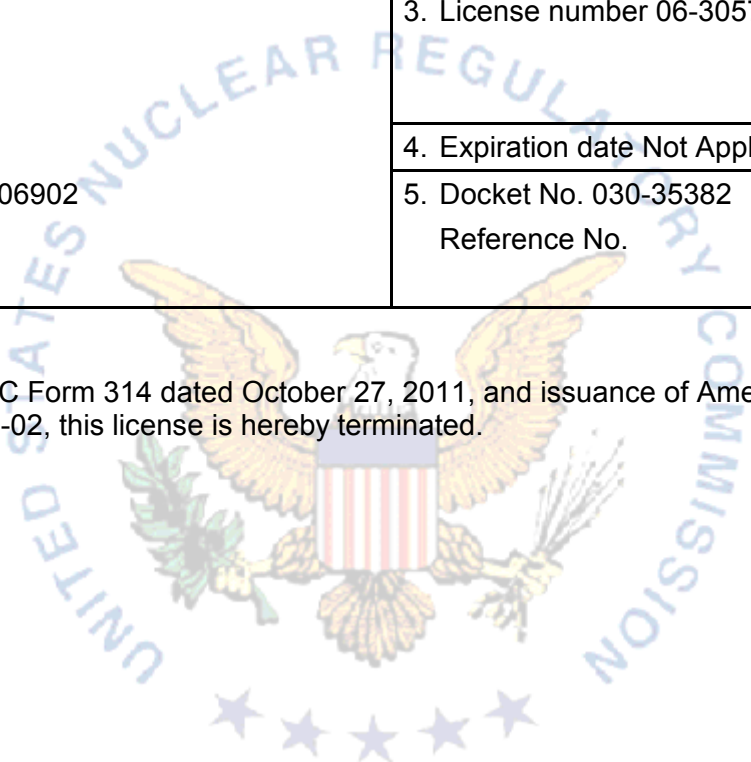 3. License number 06-3057
4. Expiration date Not Appl
06902
5. Docket No. 030-35382
Reference No.
C Form 314 dated October 27, 2011, and issuance of Ame
-02, this license is hereby terminated.
UNITED STATES NUCLEAR REGULATORY COMMISSION